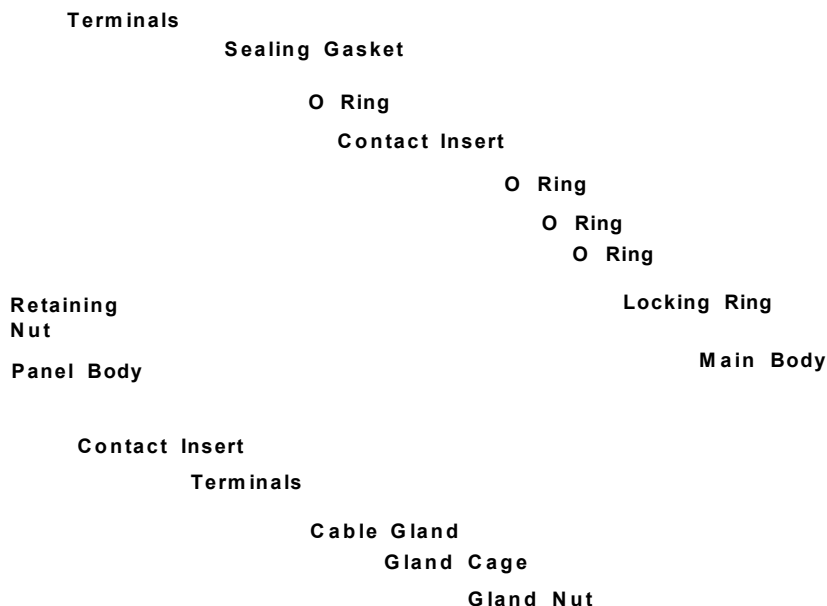 Terminals
Sealing Gasket
O Ring
Contact Insert
O Ring
O Ring
O Ring
Retaining
Nut
Locking Ring
Main Body
Panel Body
Contact Insert
Terminals
Cable Gland
Gland Cage
Gland Nut